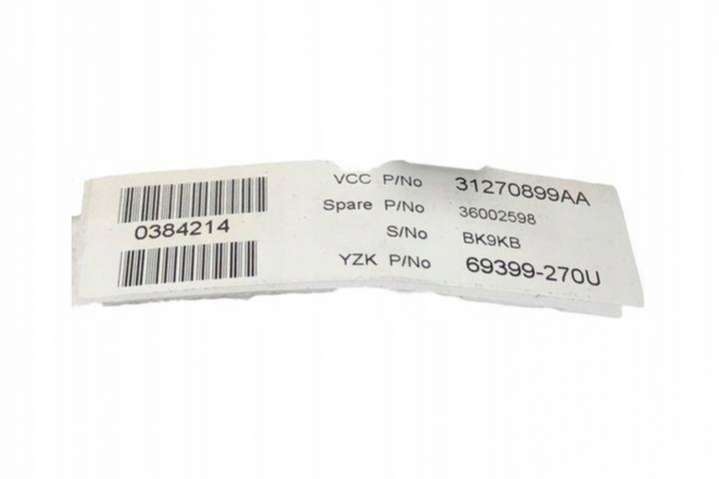 0384214
VCC P/No 31270899AA
Spare P/No 36002598
S/No BK9KB
YZK P/No 69399-270U